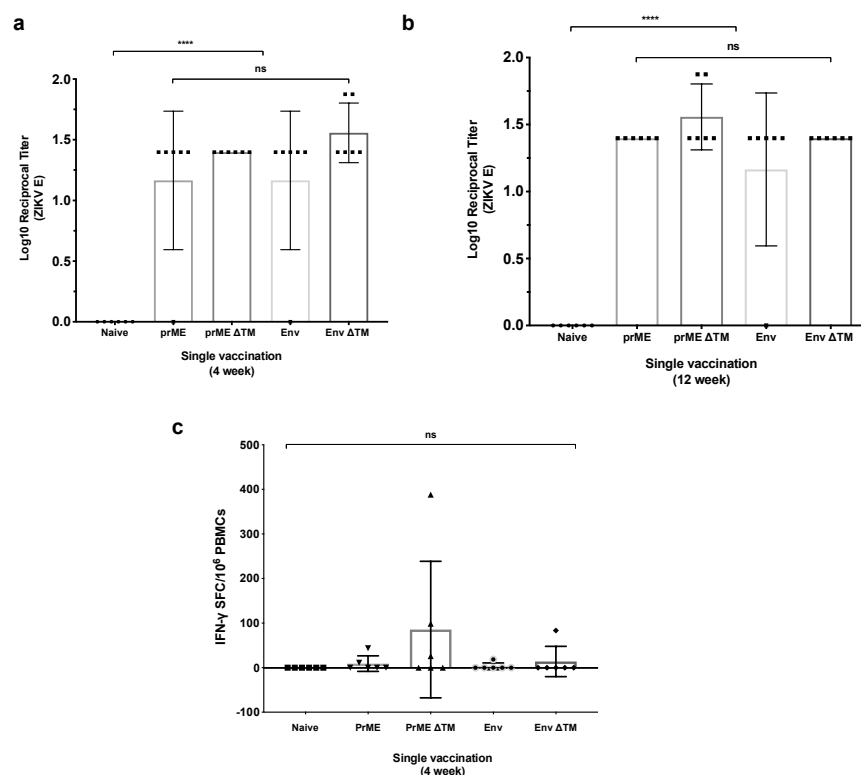 a
****
ns
2.0
1.5
1.0
0.5
0.0
Log10 Reciprocal Titer
(ZIKV E)
Naive prME prME ΔTM Env Env ΔTM
Single vaccination
(4 week)
b
****
ns
2.0
1.5
1.0
0.5
0.0
Log10 Reciprocal Titer
(ZIKV E)
Naive prME prME ΔTM Env Env ΔTM
Single vaccination
(12 week)
c
ns
500
400
300
200
100
0
-100
IFN-γ SFC/10⁶ PBMCs
Naive PrME PrME ΔTM Env Env ΔTM
Single vaccination
(4 week)